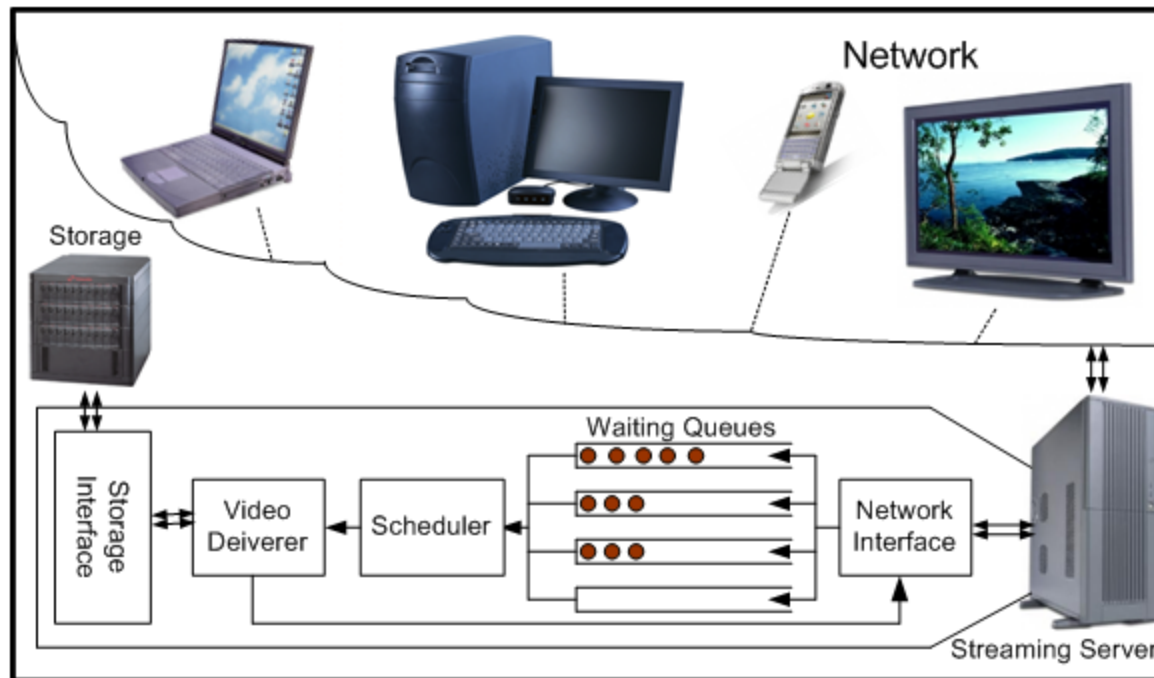 Network
Storage
Waiting Queues
Storage
Interface
Video
Deiverer
Scheduler
Network
Interface
Streaming Server